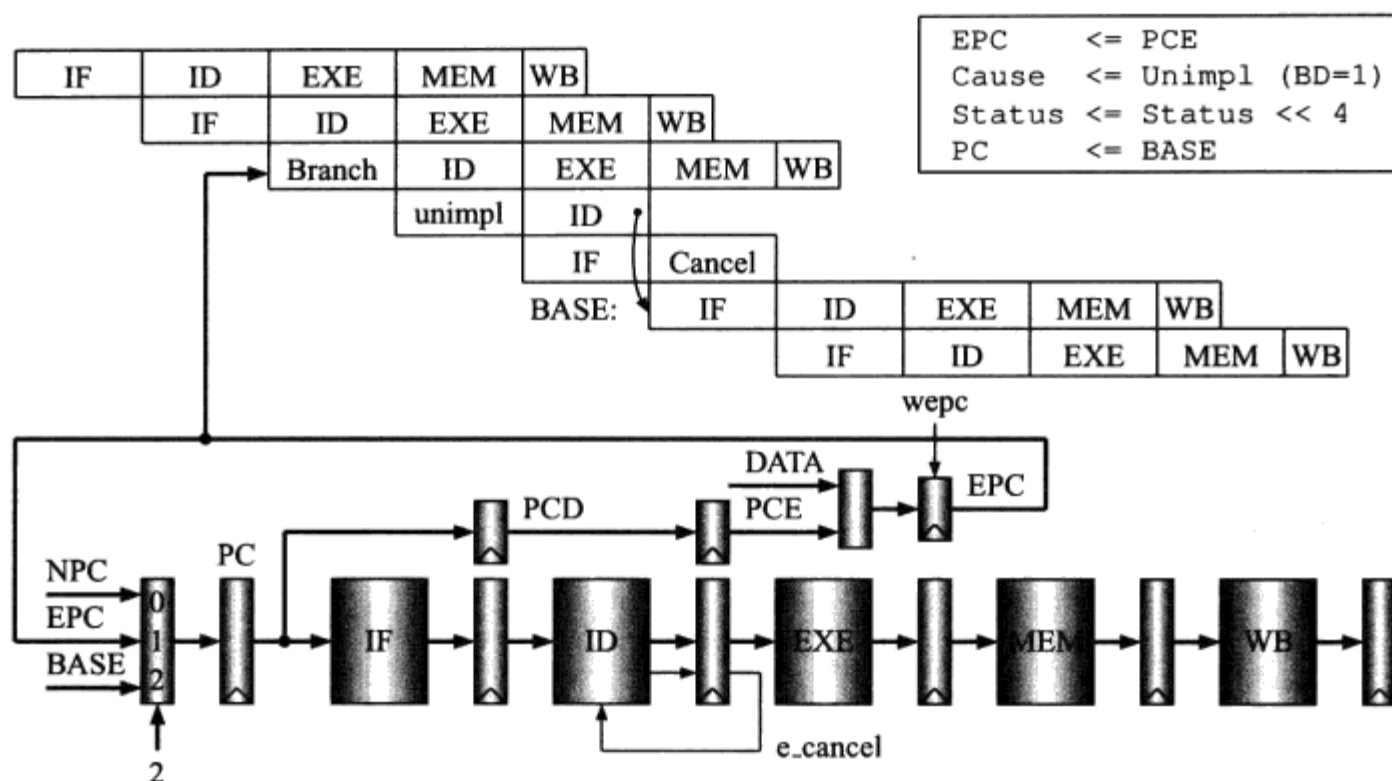 EPC <= PCE
Cause <= Unimpl (BD=1)
Status <= Status << 4
PC <= BASE
IF ID EXE MEM WB
IF ID EXE MEM WB
Branch ID EXE MEM WB
unimpl ID
IF Cancel
BASE: IF ID EXE MEM WB
IF ID EXE MEM WB
wepc
DATA
EPC
PCD
PCE
PC
NPC
EPC
BASE
0
1
2
IF
ID
EXE
MEM
WB
e_cancel
2